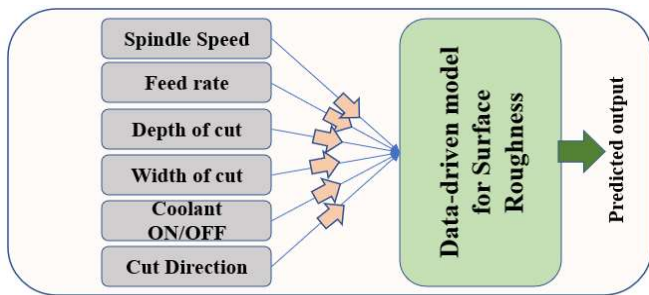 Spindle Speed
Feed rate
Depth of cut
Width of cut
Coolant
ON/OFF
Cut Direction
Data-driven model
for Surface
Roughness
Predicted output